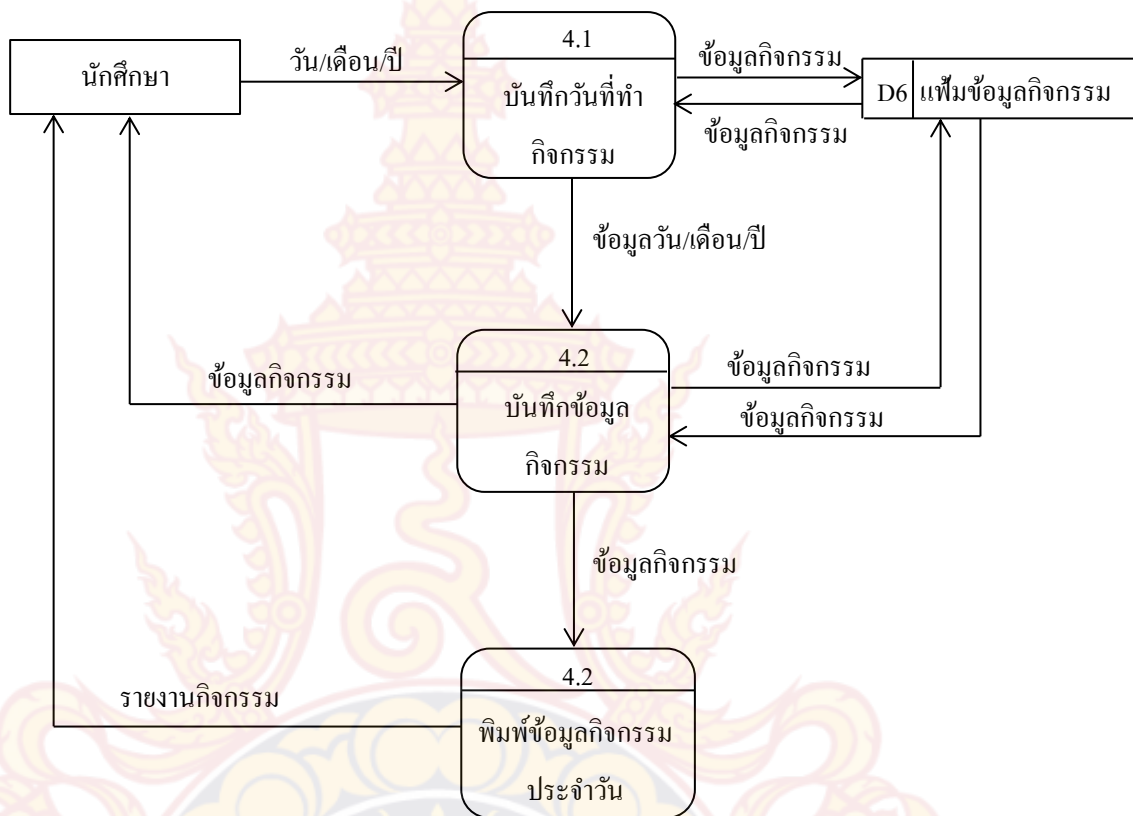 4.1
นักศึกษา
วัน/เดือน/ปี
บันทึกวันที่ทำ
กิจกรรม
ข้อมูลกิจกรรม
D6 แฟ้มข้อมูลกิจกรรม
ข้อมูลกิจกรรม
ข้อมูลวัน/เดือน/ปี
4.2
บันทึกข้อมูล
กิจกรรม
ข้อมูลกิจกรรม
ข้อมูลกิจกรรม
ข้อมูลกิจกรรม
ข้อมูลกิจกรรม
4.2
พิมพ์ข้อมูลกิจกรรม
ประจำวัน
รายงานกิจกรรม